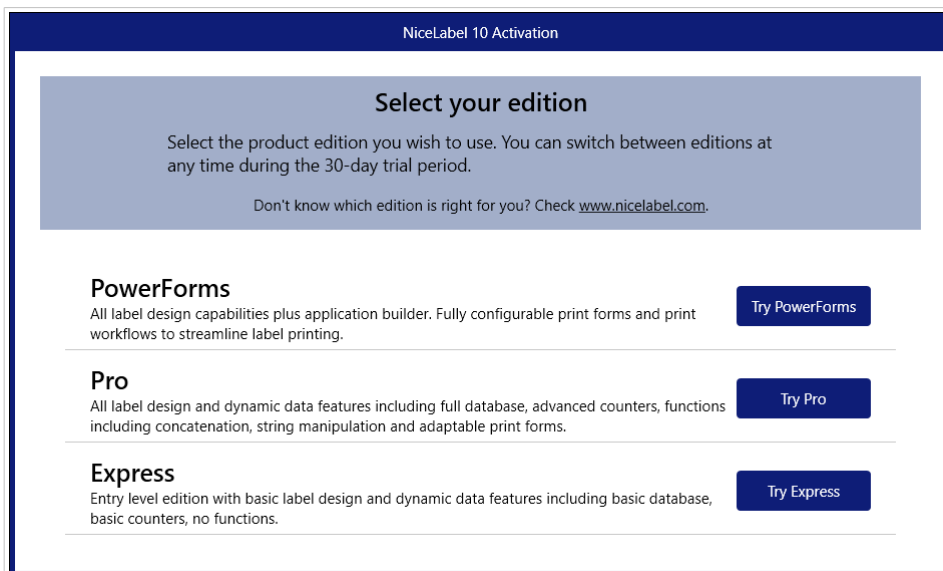 NiceLabel 10 Activation
Select your edition
Select the product edition you wish to use. You can switch between editions at
any time during the 30-day trial period.
Don't know which edition is right for you? Check www.nicelabel.com.
PowerForms
All label design capabilities plus application builder. Fully configurable print forms and print
workflows to streamline label printing.
Try PowerForms
Pro
All label design and dynamic data features including full database, advanced counters, functions
including concatenation, string manipulation and adaptable print forms.
Try Pro
Express
Entry level edition with basic label design and dynamic data features including basic database,
basic counters, no functions.
Try Express